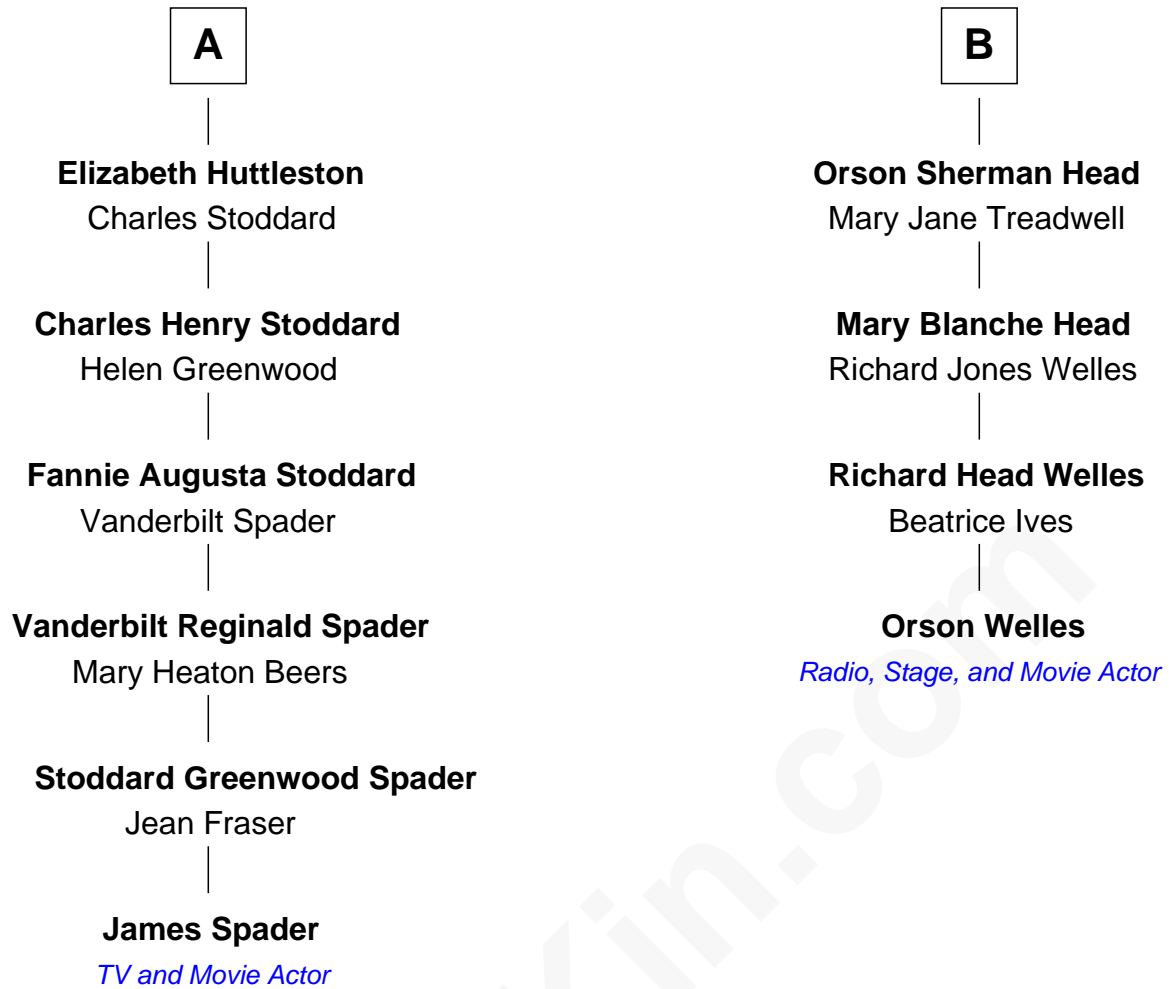 A
Elizabeth Huttleston
Charles Stoddard
Charles Henry Stoddard
Helen Greenwood
Fannie Augusta Stoddard
Vanderbilt Spader
Vanderbilt Reginald Spader
Mary Heaton Beers
Stoddard Greenwood Spader
Jean Fraser
James Spader
TV and Movie Actor
B
Orson Sherman Head
Mary Jane Treadwell
Mary Blanche Head
Richard Jones Welles
Richard Head Welles
Beatrice Ives
Orson Welles
Radio, Stage, and Movie Actor
Kin.com